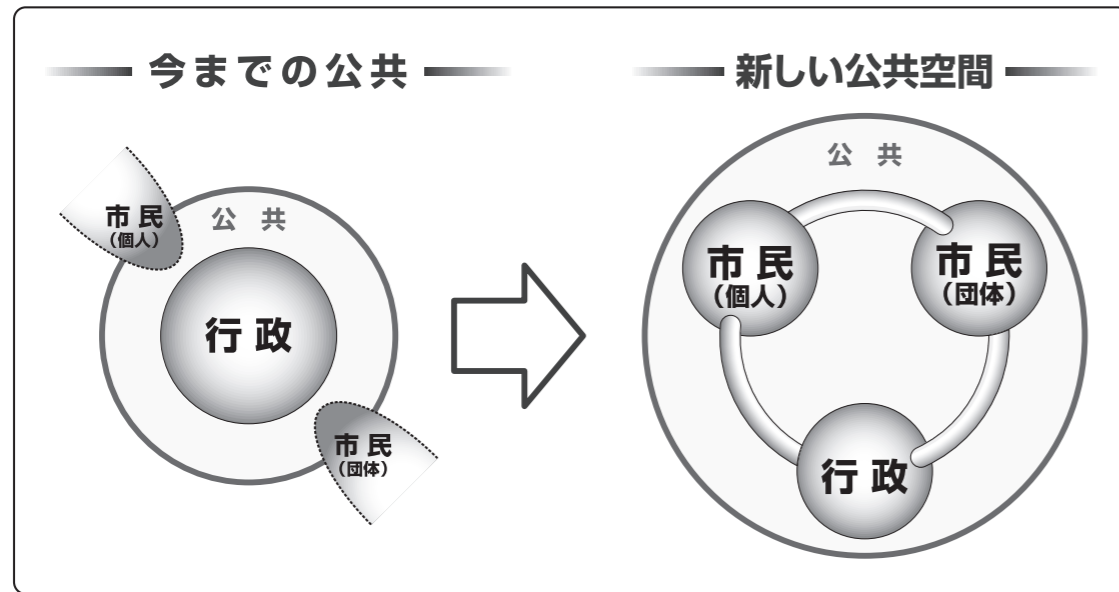 今までの公共
市民
（個人）
公共
行政
市民
（団体）
新しい公共空間
公共
市民
（個人）
市民
（団体）
行政